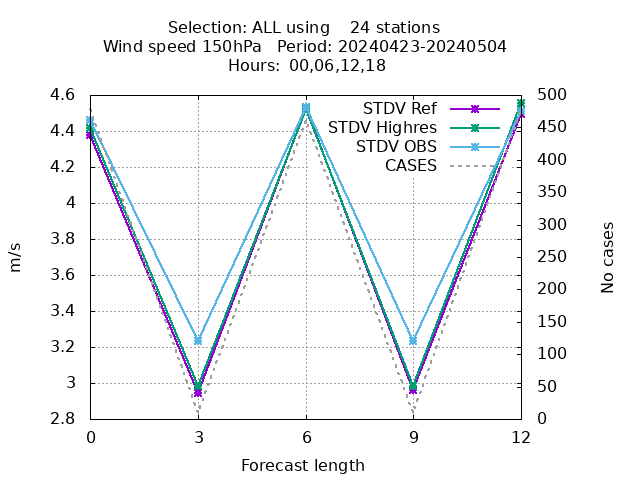 Selection: ALL using    24 stations
Wind speed 150hPa   Period: 20240423-20240504
Hours: 00,06,12,18
STDV Ref
STDV Highres
STDV OBS
CASES
4.6
4.4
4.2
4
3.8
3.6
3.4
3.2
3
2.8
m/s
500
450
400
350
300
250
200
150
100
50
0
No cases
0 3 6 9 12
Forecast length